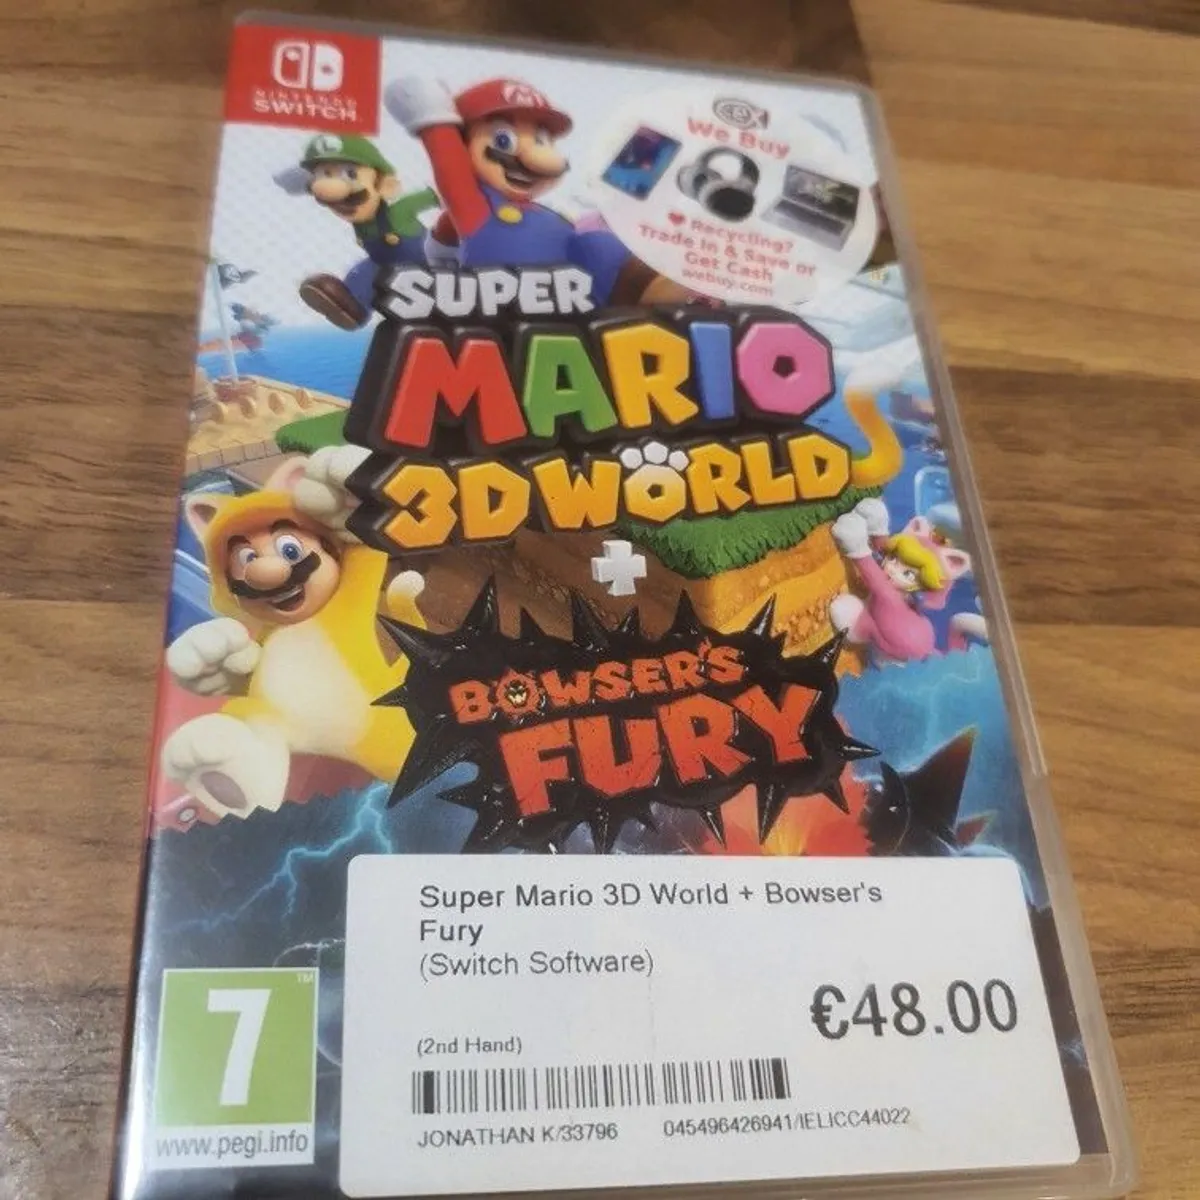 NINTENDO
SWITCH
L
M
CeX
We Buy
Recycling?
Trade In & Save or
Get Cash
webuy.com
SUPER
MARIO
3D WORLD
+
BOWSER'S
FURY
Super Mario 3D World + Bowser's
Fury
(Switch Software)
€48.00
(2nd Hand)
JONATHAN K/33796 045496426941/IELICC44022
7
TM
www.pegi.info